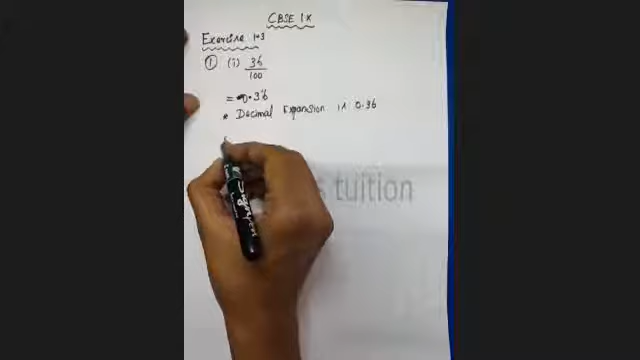 CBSE IX
Exercise 1.3
① (i) 36
100
= 0.36
* Decimal Expansion is 0.36
tuition